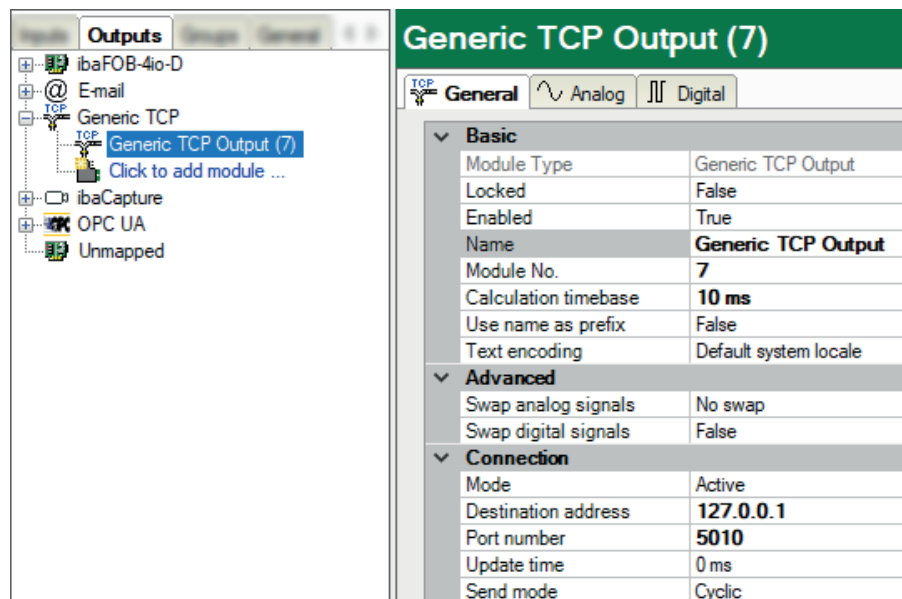 Outputs
ibaFOB-4io-D
E-mail
Generic TCP
Generic TCP Output (7)
Click to add module ...
ibaCapture
OPC UA
Unmapped
Generic TCP Output (7)
General Analog Digital
Basic
Module Type Generic TCP Output
Locked False
Enabled True
Name Generic TCP Output
Module No. 7
Calculation timebase 10 ms
Use name as prefix False
Text encoding Default system locale
Advanced
Swap analog signals No swap
Swap digital signals False
Connection
Mode Active
Destination address 127.0.0.1
Port number 5010
Update time 0 ms
Send mode Cyclic